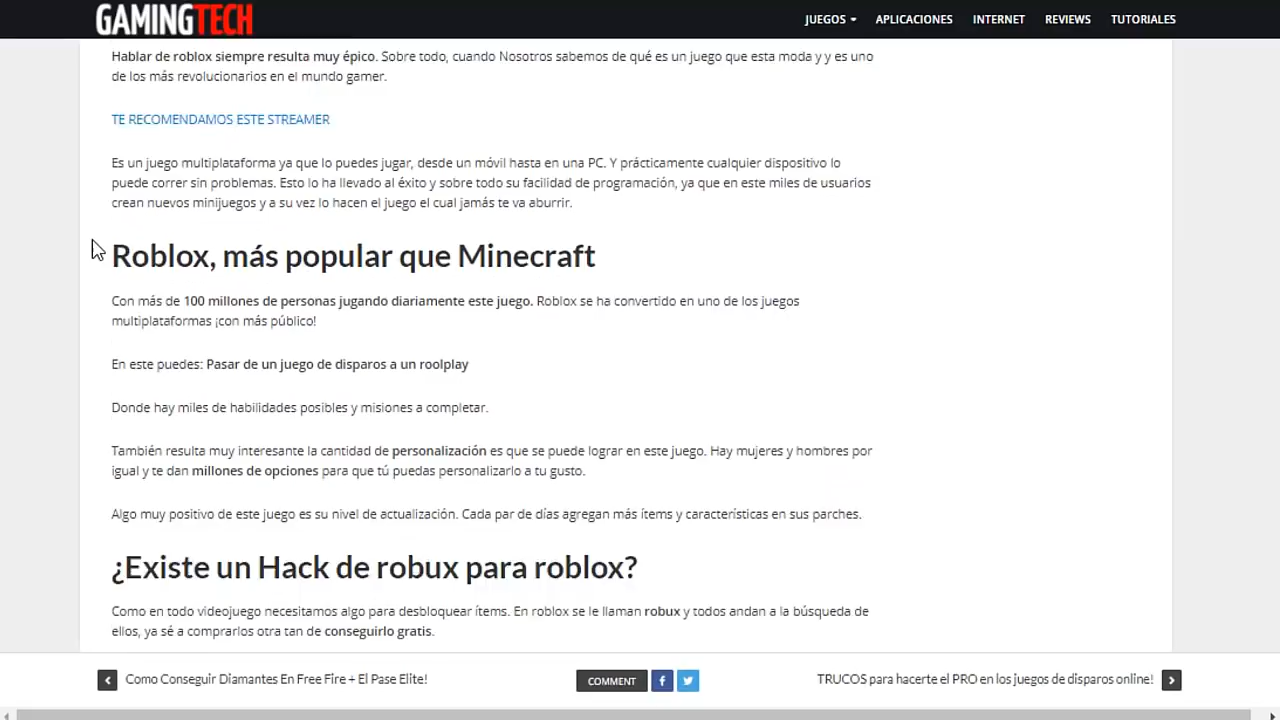 GAMINGTECH
JUEGOS APLICACIONES INTERNET REVIEWS TUTORIALES
Hablar de roblox siempre resulta muy épico. Sobre todo, cuando Nosotros sabemos de qué es un juego que esta moda y y es uno
de los más revolucionarios en el mundo gamer.
TE RECOMENDAMOS ESTE STREAMER
Es un juego multiplataforma ya que lo puedes jugar, desde un móvil hasta en una PC. Y prácticamente cualquier dispositivo lo
puede correr sin problemas. Esto lo ha llevado al éxito y sobre todo su facilidad de programación, ya que en este miles de usuarios
crean nuevos minijuegos y a su vez lo hacen el juego el cual jamás te va aburrir.
Roblox, más popular que Minecraft
Con más de 100 millones de personas jugando diariamente este juego. Roblox se ha convertido en uno de los juegos
multiplataformas ¡con más público!
En este puedes: Pasar de un juego de disparos a un roolplay
Donde hay miles de habilidades posibles y misiones a completar.
También resulta muy interesante la cantidad de personalización es que se puede lograr en este juego. Hay mujeres y hombres por
igual y te dan millones de opciones para que tú puedas personalizarlo a tu gusto.
Algo muy positivo de este juego es su nivel de actualización. Cada par de días agregan más ítems y características en sus parches.
¿Existe un Hack de robux para roblox?
Como en todo videojuego necesitamos algo para desbloquear ítems. En roblox se le llaman robux y todos andan a la búsqueda de
ellos, ya sé a comprarlos otra tan de conseguirlo gratis.
Como Conseguir Diamantes En Free Fire + El Pase Elite! COMMENT TRUCOS para hacerte el PRO en los juegos de disparos online!